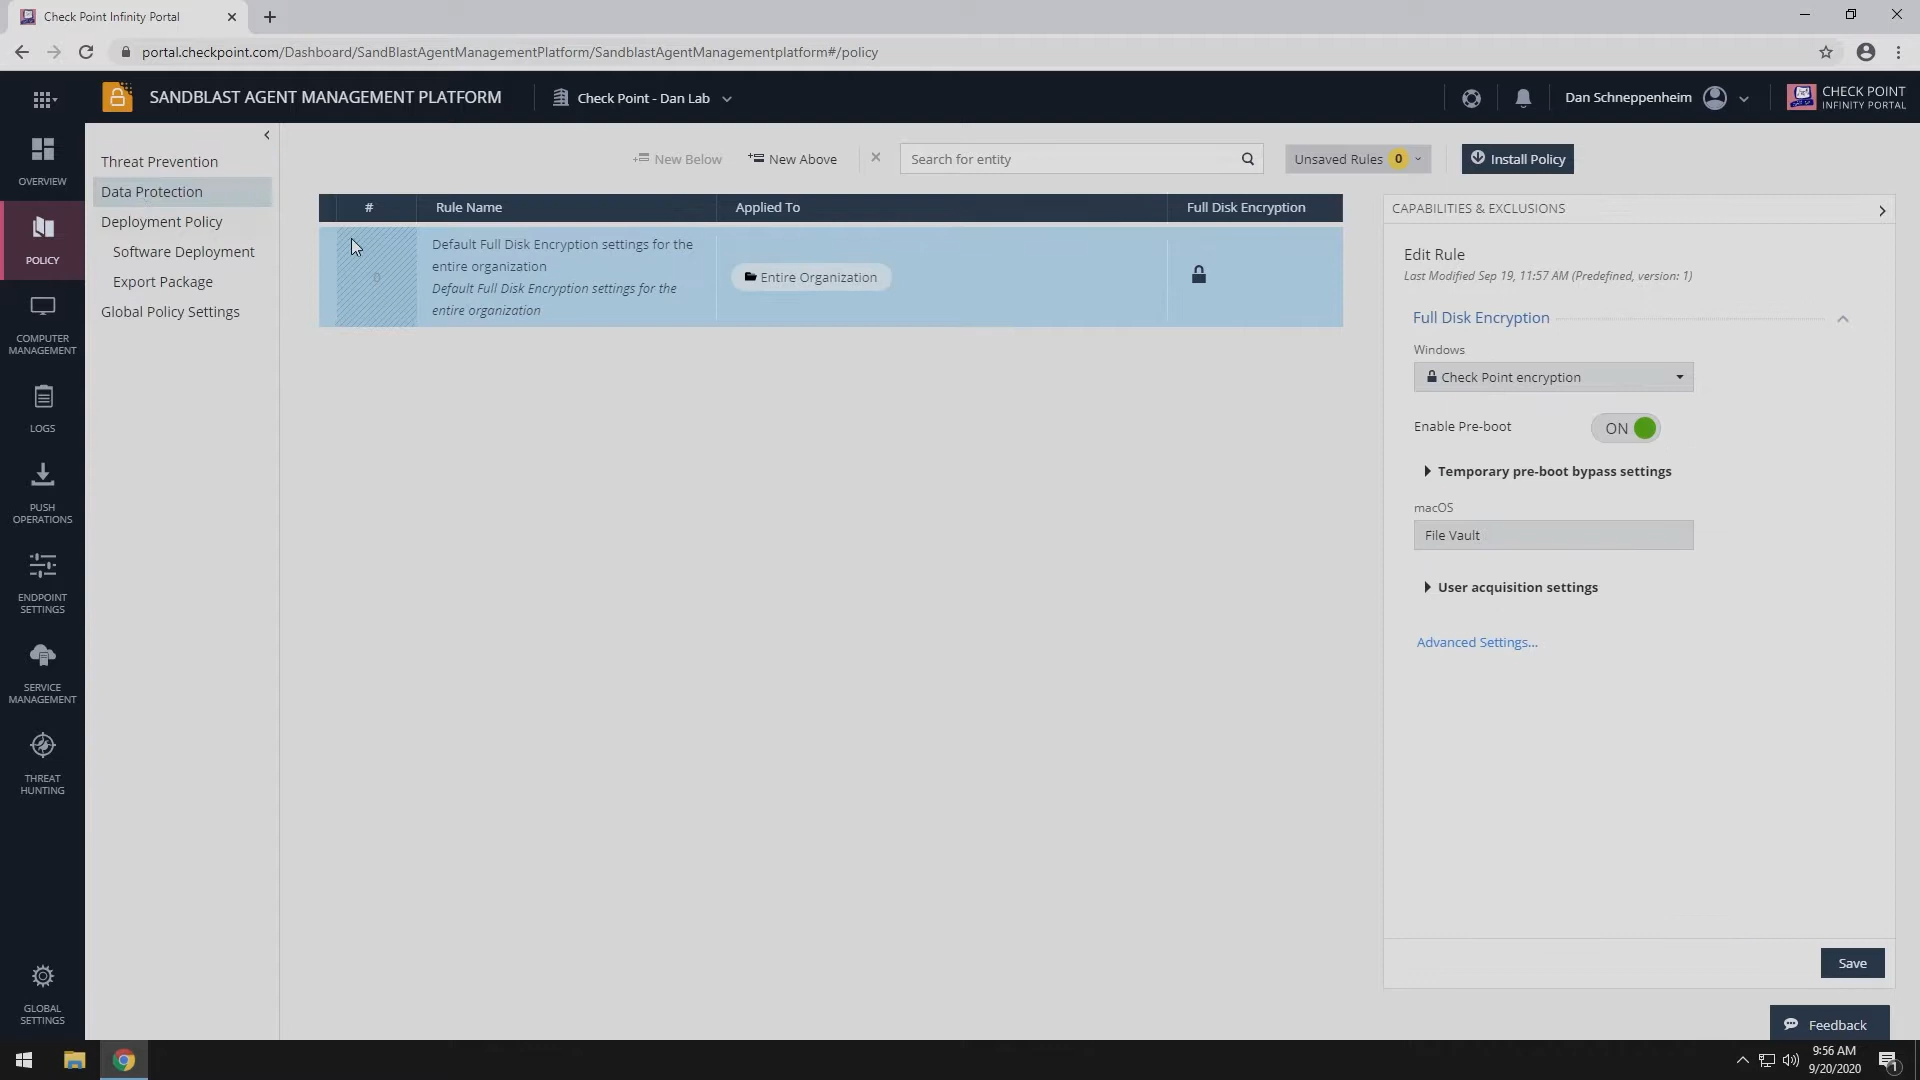 Check Point Infinity Portal
portal.checkpoint.com/Dashboard/SandBlastAgentManagementPlatform/SandblastAgentManagementplatform#/policy
SANDBLAST AGENT MANAGEMENT PLATFORM
Check Point - Dan Lab
Dan Schneppenheim
CHECK POINT
INFINITY PORTAL
OVERVIEW
POLICY
COMPUTER
MANAGEMENT
LOGS
PUSH
OPERATIONS
ENDPOINT
SETTINGS
SERVICE
MANAGEMENT
THREAT
HUNTING
GLOBAL
SETTINGS
Threat Prevention
Data Protection
Deployment Policy
Software Deployment
Export Package
Global Policy Settings
New Below
New Above
Search for entity
Unsaved Rules 0
Install Policy
# Rule Name Applied To Full Disk Encryption
0
Default Full Disk Encryption settings for the
entire organization
Default Full Disk Encryption settings for the
entire organization
Entire Organization
CAPABILITIES & EXCLUSIONS
Edit Rule
Last Modified Sep 19, 11:57 AM (Predefined, version: 1)
Full Disk Encryption
Windows
Check Point encryption
Enable Pre-boot ON
Temporary pre-boot bypass settings
macOS
File Vault
User acquisition settings
Advanced Settings...
Save
Feedback
9:56 AM
9/20/2020
1